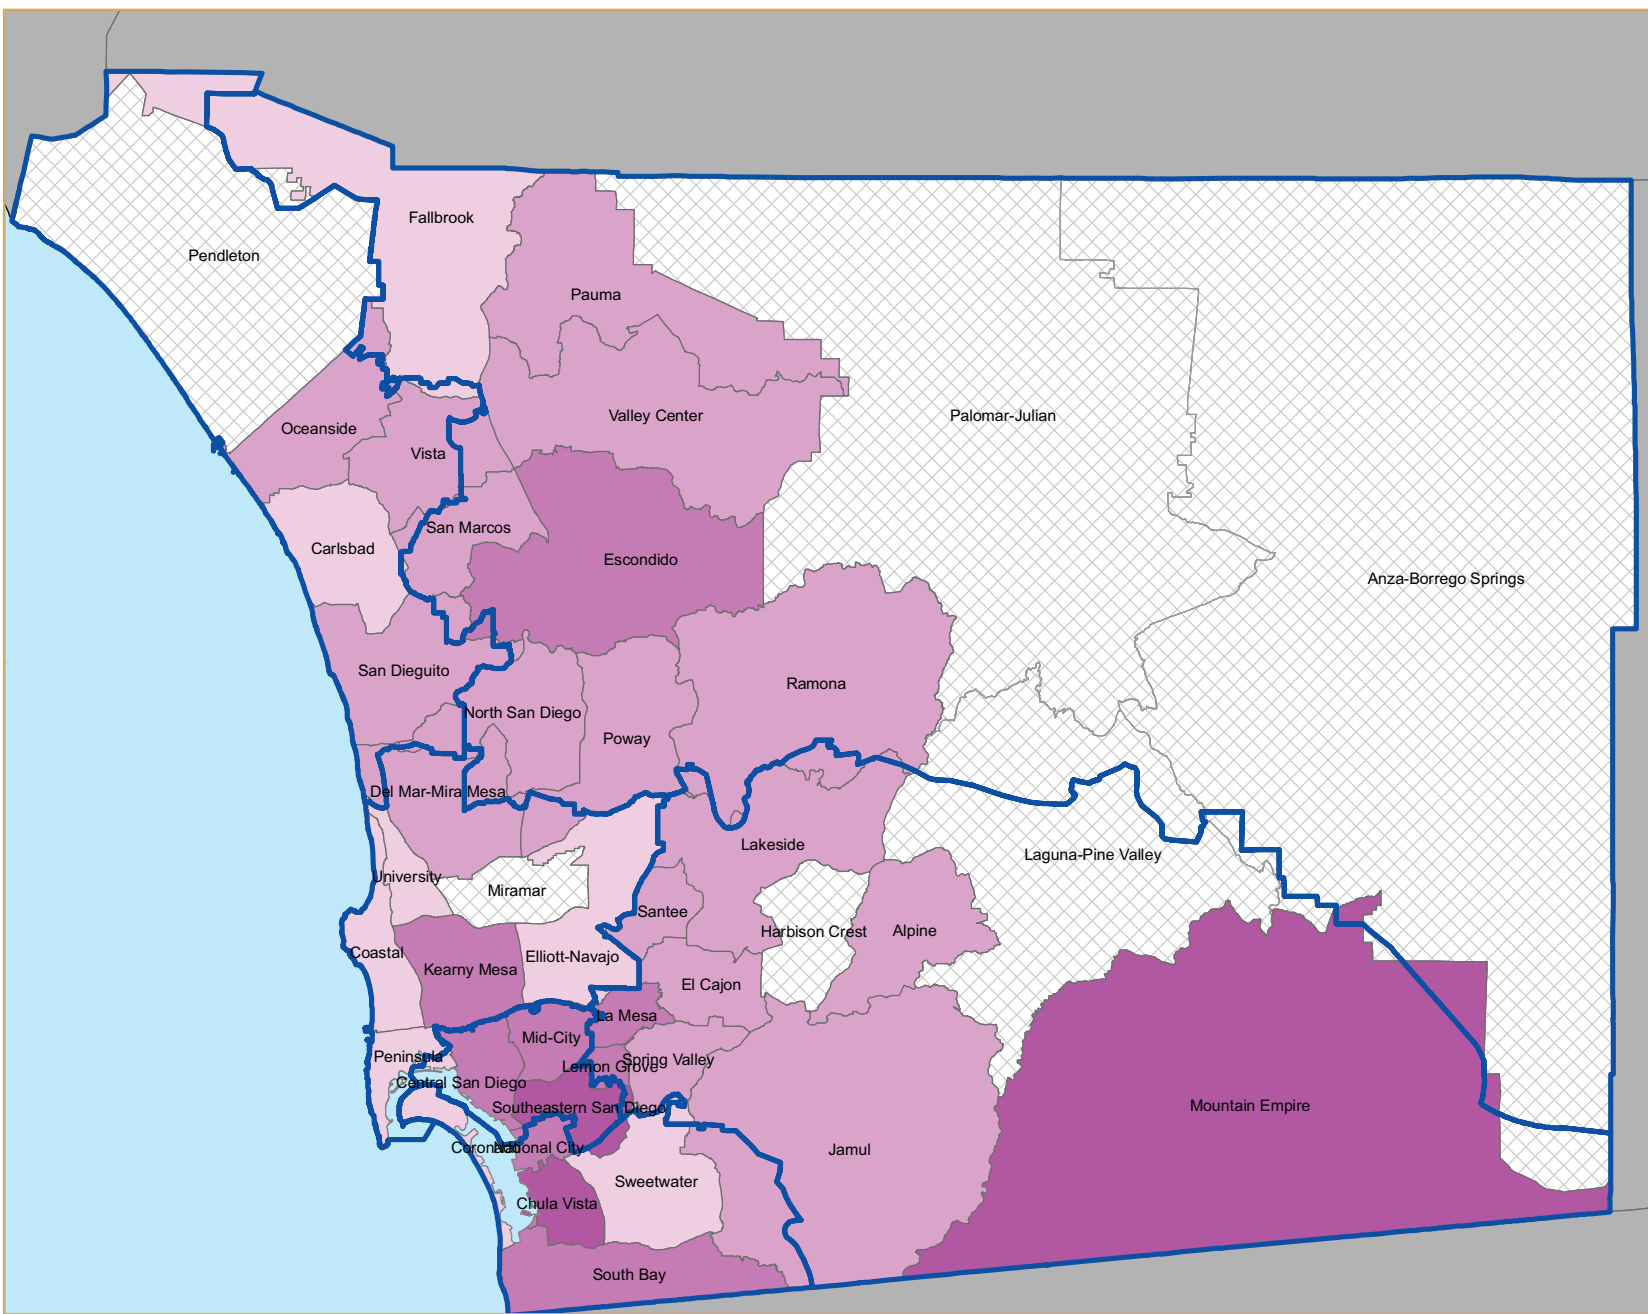 Fallbrook
Pendleton
Pauma
Valley Center
Palomar-Julian
Oceanside
Vista
San Marcos
Carlsbad
Escondido
Anza-Borrego Springs
San Dieguito
Ramona
North San Diego
Poway
Del Mar-Mira Mesa
Lakeside
Laguna-Pine Valley
University
Miramar
Santee
Harbison Crest
Alpine
Coastal
Elliott-Navajo
Kearny Mesa
El Cajon
La Mesa
Mid-City
Peninsula
Spring Valley
Lemon Grove
Central San Diego
Southeastern San Diego
Mountain Empire
Coronado
National City
Jamul
Sweetwater
Chula Vista
South Bay